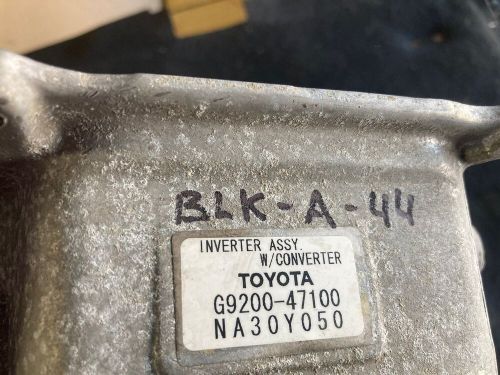 BLK-A-44
INVERTER ASSY.
W/CONVERTER
TOYOTA
G9200-47100
NA30Y050